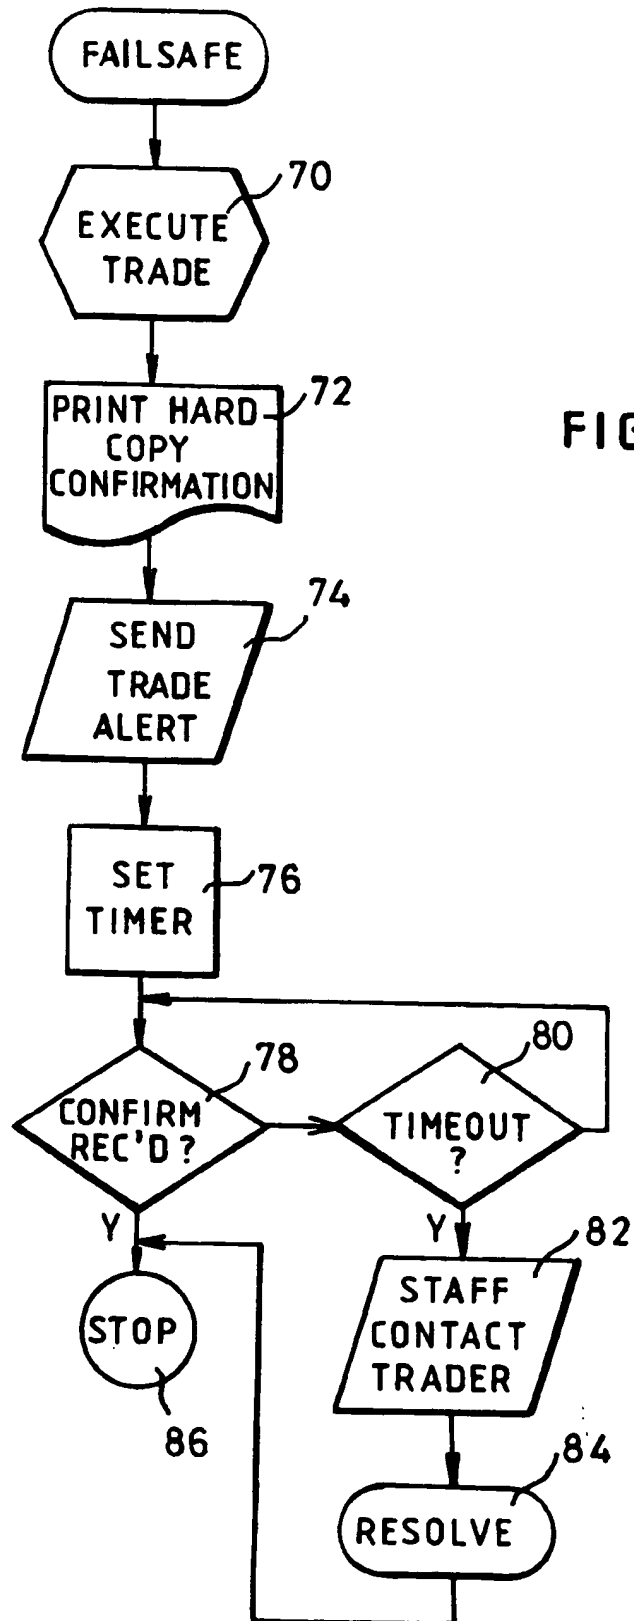 FAILSAFE
70
EXECUTE
TRADE
72
PRINT HARD
COPY
CONFIRMATION
FIG
74
SEND
TRADE
ALERT
76
SET
TIMER
78
CONFIRM
REC'D ?
80
TIMEOUT
?
Y
Y
82
STAFF
CONTACT
TRADER
STOP
86
84
RESOLVE